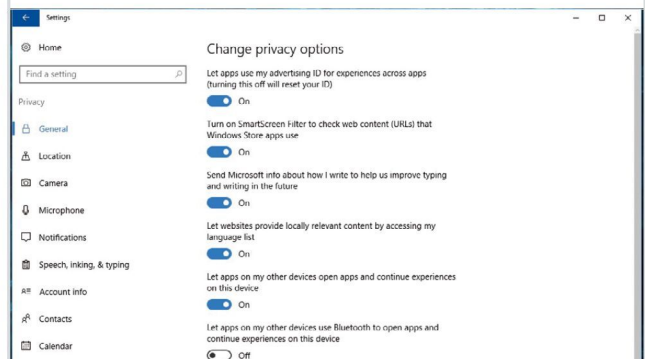 Settings
Home
Find a setting
Privacy
General
Location
Camera
Microphone
Notifications
Speech, inking, & typing
Account info
Contacts
Calendar
Change privacy options
Let apps use my advertising ID for experiences across apps
(turning this off will reset your ID)
On
Turn on SmartScreen Filter to check web content (URLs) that
Windows Store apps use
On
Send Microsoft info about how I write to help us improve typing
and writing in the future
On
Let websites provide locally relevant content by accessing my
language list
On
Let apps on my other devices open apps and continue experiences
on this device
On
Let apps on my other devices use Bluetooth to open apps and
continue experiences on this device
Off